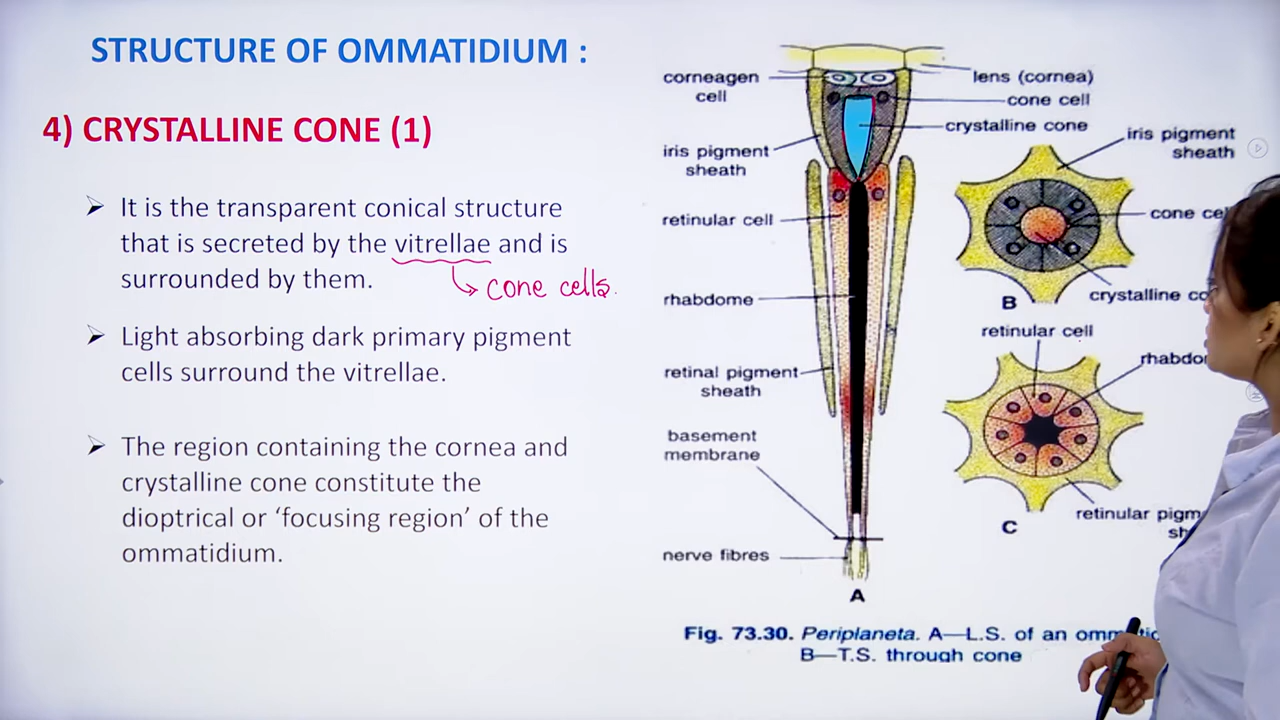 STRUCTURE OF OMMATIDIUM :
4) CRYSTALLINE CONE (1)
It is the transparent conical structure
that is secreted by the vitrellae and is
surrounded by them.
cone cells.
Light absorbing dark primary pigment
cells surround the vitrellae.
The region containing the cornea and
crystalline cone constitute the
dioptrical or ‘focusing region’ of the
ommatidium.
corneagen
cell
lens (cornea)
cone cell
crystalline cone
iris pigment
sheath
retinular cell
rhabdome
retinal pigment
sheath
basement
membrane
nerve fibres
A
iris pigment
sheath
cone
crystalline
B
retinular cell
retinular
C
Fig. 73.30. Periplaneta. A—L.S. of an
B—T.S. through cone